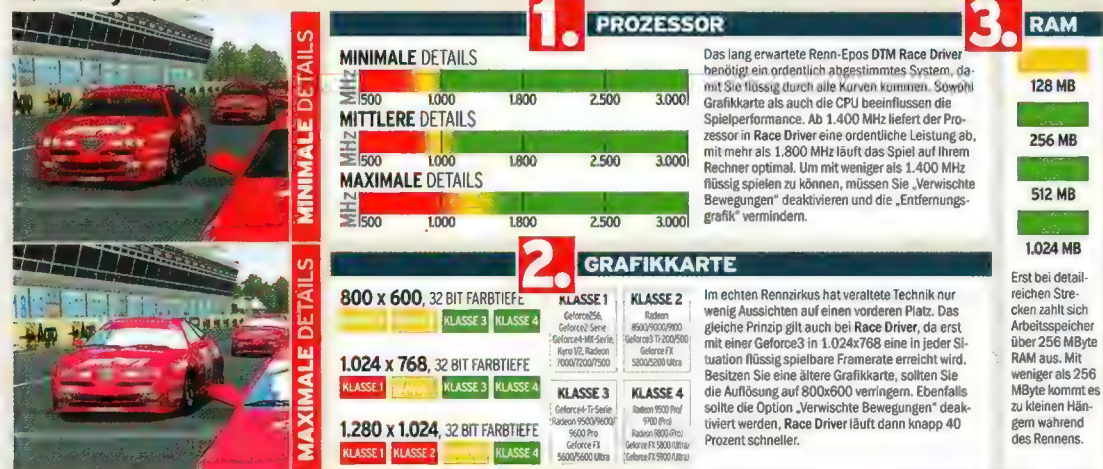 MINIMALE DETAILS
MAXIMALE DETAILS
1. PROZESSOR
MINIMALE DETAILS
MHz
500 1.000 1.800 2.500 3.000
MITTLERE DETAILS
MHz
500 1.000 1.800 2.500 3.000
MAXIMALE DETAILS
MHz
500 1.000 1.800 2.500 3.000
Das lang erwartete Renn-Epos DTM Race Driver
benötigt ein ordentlich abgestimmtes System, da-
mit Sie flüssig durch alle Kurven kommen. Sowohl
Grafikkarte als auch die CPU beeinflussen die
Spielperformance. Ab 1.400 MHz liefert der Pro-
zessor in Race Driver eine ordentliche Leistung ab,
mit mehr als 1.800 MHz läuft das Spiel auf Ihrem
Rechner optimal. Um mit weniger als 1.400 MHz
flüssig spielen zu können, müssen Sie „Verwischte
Bewegungen“ deaktivieren und die „Entfernungs-
grafik“ vermindern.
2. GRAFIKKARTE
800 x 600, 32 BIT FARBTIEFE
KLASSE 3 KLASSE 4
1.024 x 768, 32 BIT FARBTIEFE
KLASSE 1 KLASSE 3 KLASSE 4
1.280 x 1.024, 32 BIT FARBTIEFE
KLASSE 1 KLASSE 2 KLASSE 4
KLASSE 1
Geforce256,
Geforce2 Serie
Geforce4-MX-Serie,
Kyro 1/2, Radeon
7000/7200/7500
KLASSE 2
Radeon
8500/9000/9100
Geforce3 Ti 200/500
Geforce FX
5200/5200 Ultra
KLASSE 3
Geforce4-Ti-Serie
Radeon 9500/9600/
9600 Pro
Geforce FX
5600/5600 Ultra
KLASSE 4
Radeon 9500 Pro/
9700 (Pro)
Radeon 9800 (Pro)
Geforce FX 5800 (Ultra)
Geforce FX 5900 (Ultra)
Im echten Rennzirkus hat veraltete Technik nur
wenig Aussichten auf einen vorderen Platz. Das
gleiche Prinzip gilt auch bei Race Driver, da erst
mit einer Geforce3 in 1.024x768 eine in jeder Si-
tuation flüssig spielbare Framerate erreicht wird.
Besitzen Sie eine ältere Grafikkarte, sollten Sie
die Auflösung auf 800x600 verringern. Ebenfalls
sollte die Option „Verwischte Bewegungen“ deak-
tiviert werden, Race Driver läuft dann knapp 40
Prozent schneller.
3. RAM
128 MB
256 MB
512 MB
1.024 MB
Erst bei detail-
reichen Stre-
cken zahlt sich
Arbeitsspeicher
über 256 MByte
RAM aus. Mit
weniger als 256
MByte kommt es
zu kleinen Hän-
gern während
des Rennens.